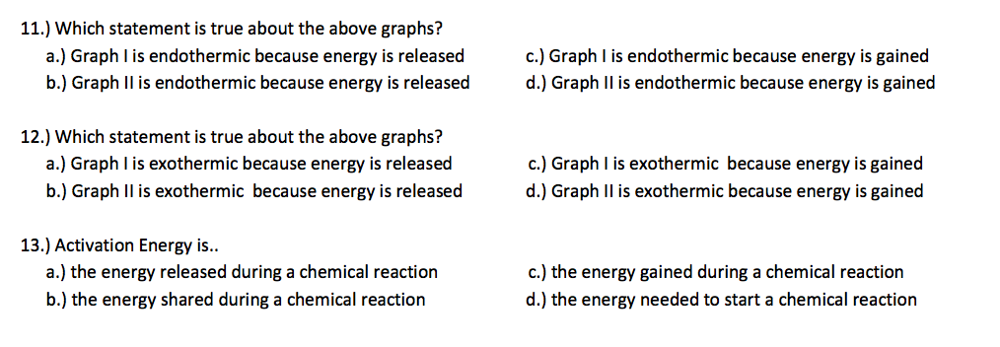 11.) Which statement is true about the above graphs?
a.) Graph I is endothermic because energy is released c.) Graph I is endothermic because energy is gained
b.) Graph II is endothermic because energy is released d.) Graph II is endothermic because energy is gained
12.) Which statement is true about the above graphs?
a.) Graph I is exothermic because energy is released c.) Graph I is exothermic because energy is gained
b.) Graph II is exothermic because energy is released d.) Graph II is exothermic because energy is gained
13.) Activation Energy is..
a.) the energy released during a chemical reaction c.) the energy gained during a chemical reaction
b.) the energy shared during a chemical reaction d.) the energy needed to start a chemical reaction